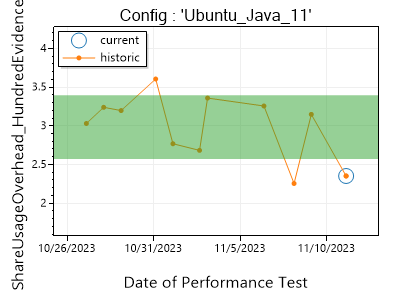 Config : 'Ubuntu_Java_11'
ShareUsageOverhead_HundredEvidence
current
historic
4
3.5
3
2.5
2
10/26/2023
10/31/2023
11/5/2023
11/10/2023
Date of Performance Test